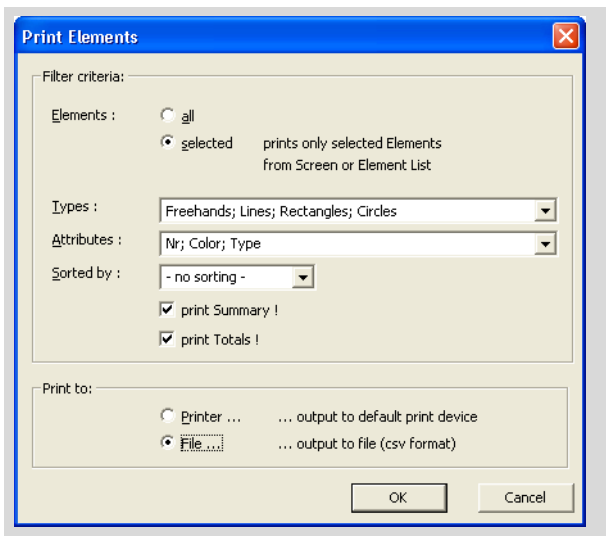 Print Elements
Filter criteria:
Elements :
all
selected prints only selected Elements
from Screen or Element List
Types : Freehands; Lines; Rectangles; Circles
Attributes : Nr; Color; Type
Sorted by : - no sorting -
print Summary !
print Totals !
Print to:
Printer ... ... output to default print device
File ... ... output to file (csv format)
OK Cancel